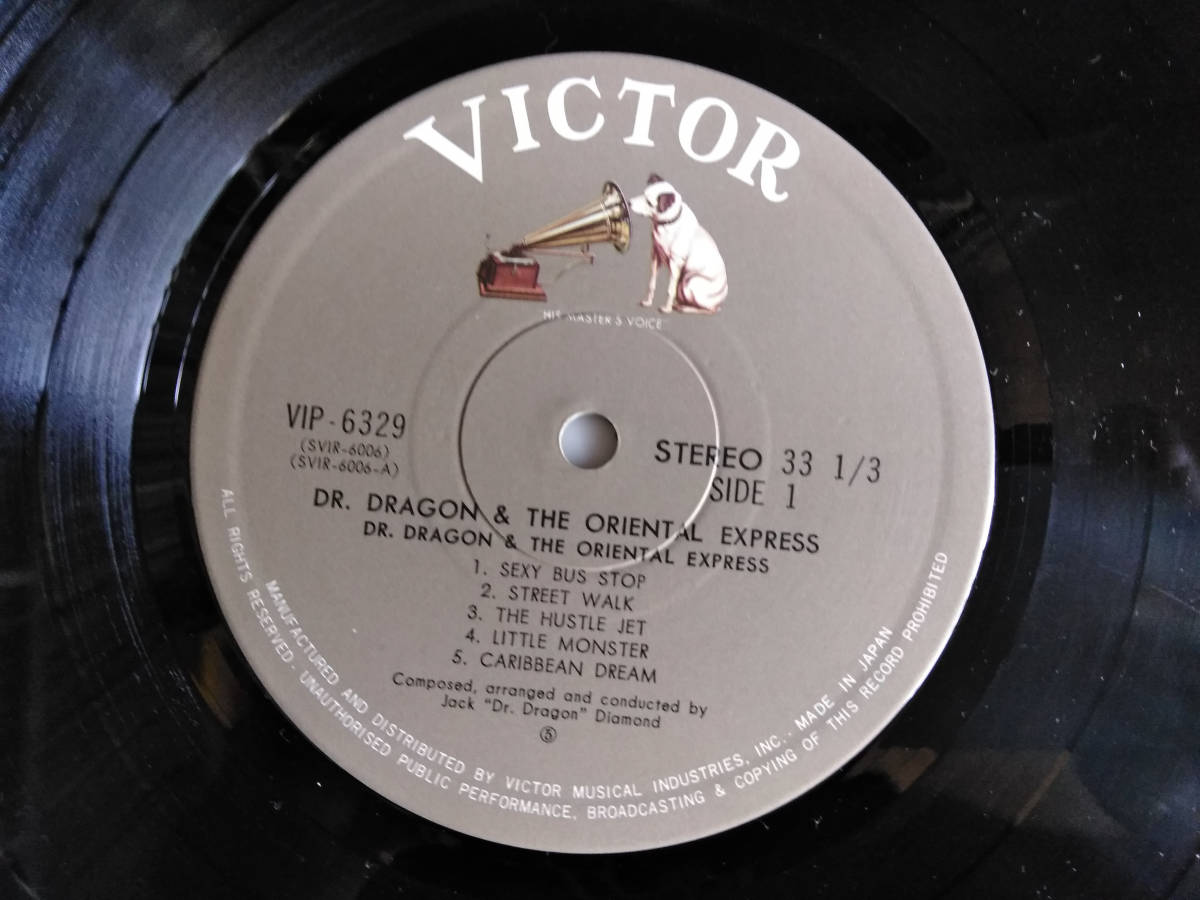 VICTOR
HIS MASTER'S VOICE
VIP-6329
(SVIR-6006)
(SVIR-6006-A)
STEREO 33 1/3
SIDE 1
DR. DRAGON & THE ORIENTAL EXPRESS
DR. DRAGON & THE ORIENTAL EXPRESS
1. SEXY BUS STOP
2. STREET WALK
3. THE HUSTLE JET
4. LITTLE MONSTER
5. CARIBBEAN DREAM
Composed, arranged and conducted by
Jack "Dr. Dragon" Diamond
⑤
MANUFACTURED AND DISTRIBUTED BY VICTOR MUSICAL INDUSTRIES, INC. · MADE IN JAPAN
ALL RIGHTS RESERVED. UNAUTHORISED PUBLIC PERFORMANCE, BROADCASTING & COPYING OF THIS RECORD PROHIBITED